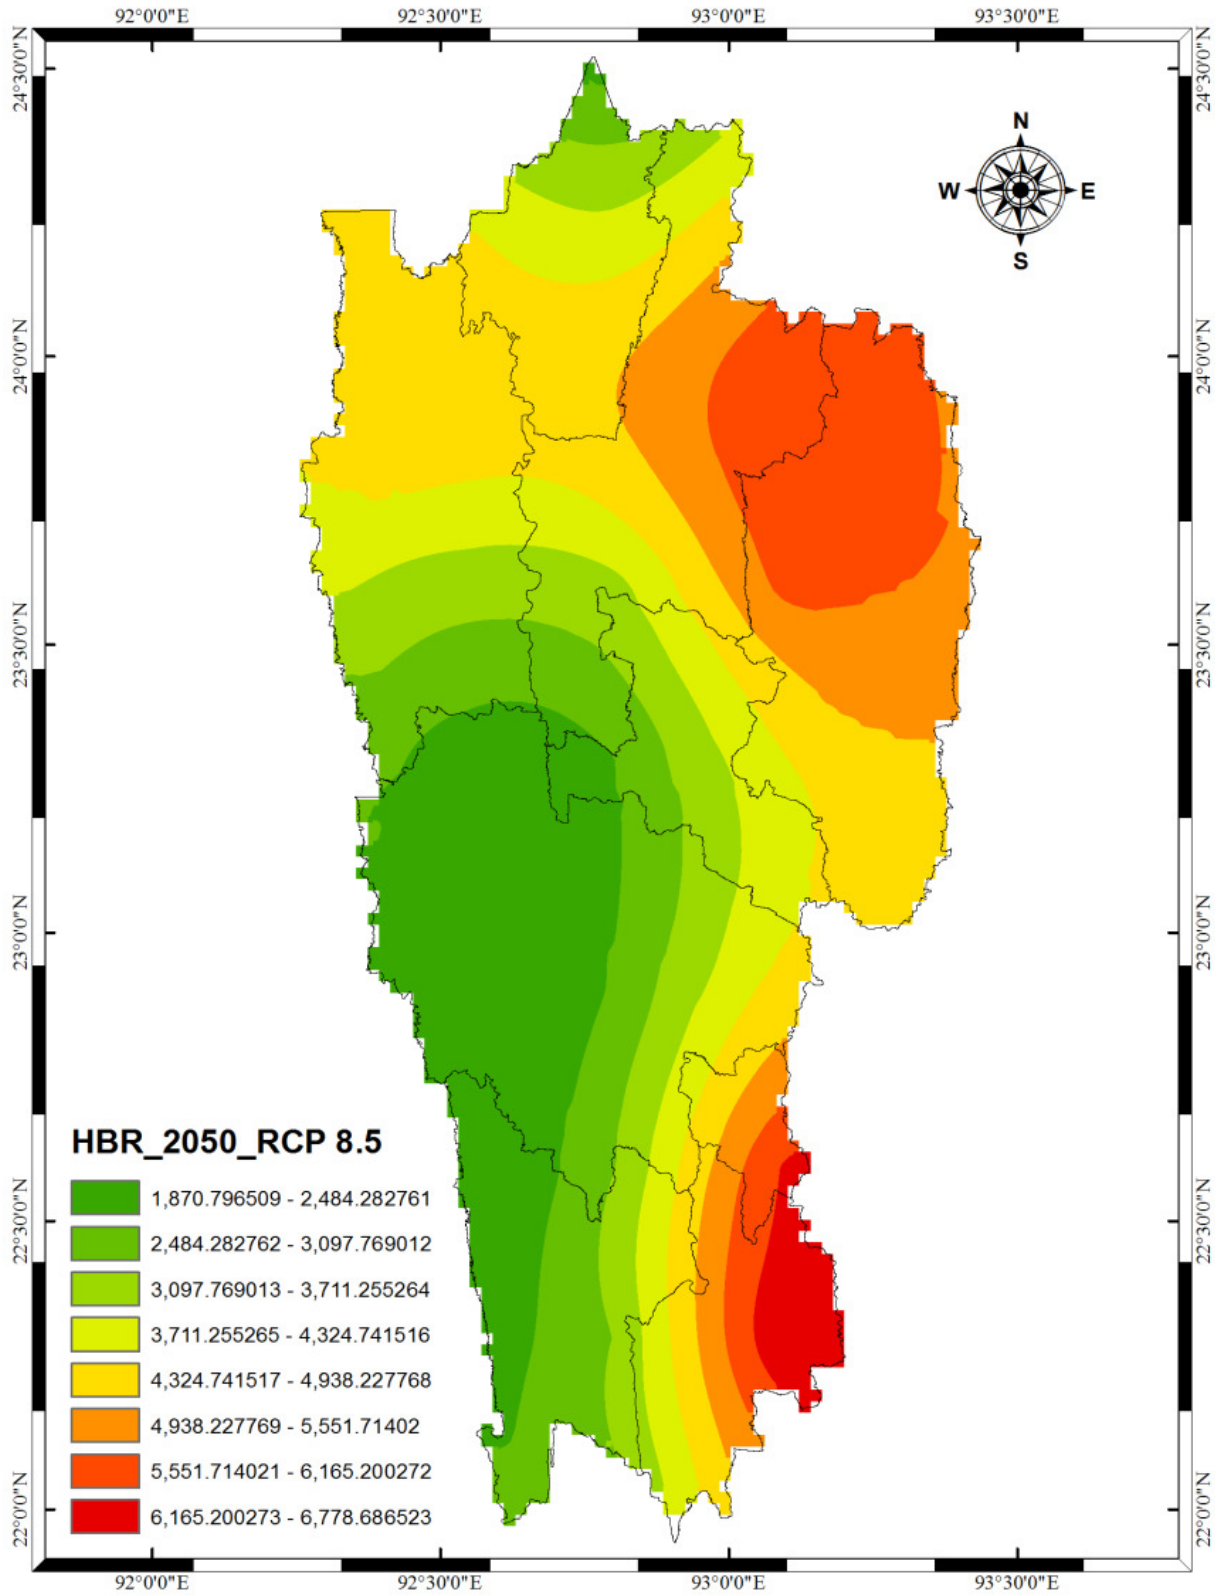 92°0'0"E 92°30'0"E 93°0'0"E 93°30'0"E
24°30'0"N 24°30'0"N
N
W E
S
24°0'0"N 24°0'0"N
23°30'0"N 23°30'0"N
23°0'0"N 23°0'0"N
HBR_2050_RCP 8.5
1,870.796509 - 2,484.282761
2,484.282762 - 3,097.769012
22°30'0"N 22°30'0"N
3,097.769013 - 3,711.255264
3,711.255265 - 4,324.741516
4,324.741517 - 4,938.227768
4,938.227769 - 5,551.71402
5,551.714021 - 6,165.200272
22°0'0"N 22°0'0"N
6,165.200273 - 6,778.686523
92°0'0"E 92°30'0"E 93°0'0"E 93°30'0"E